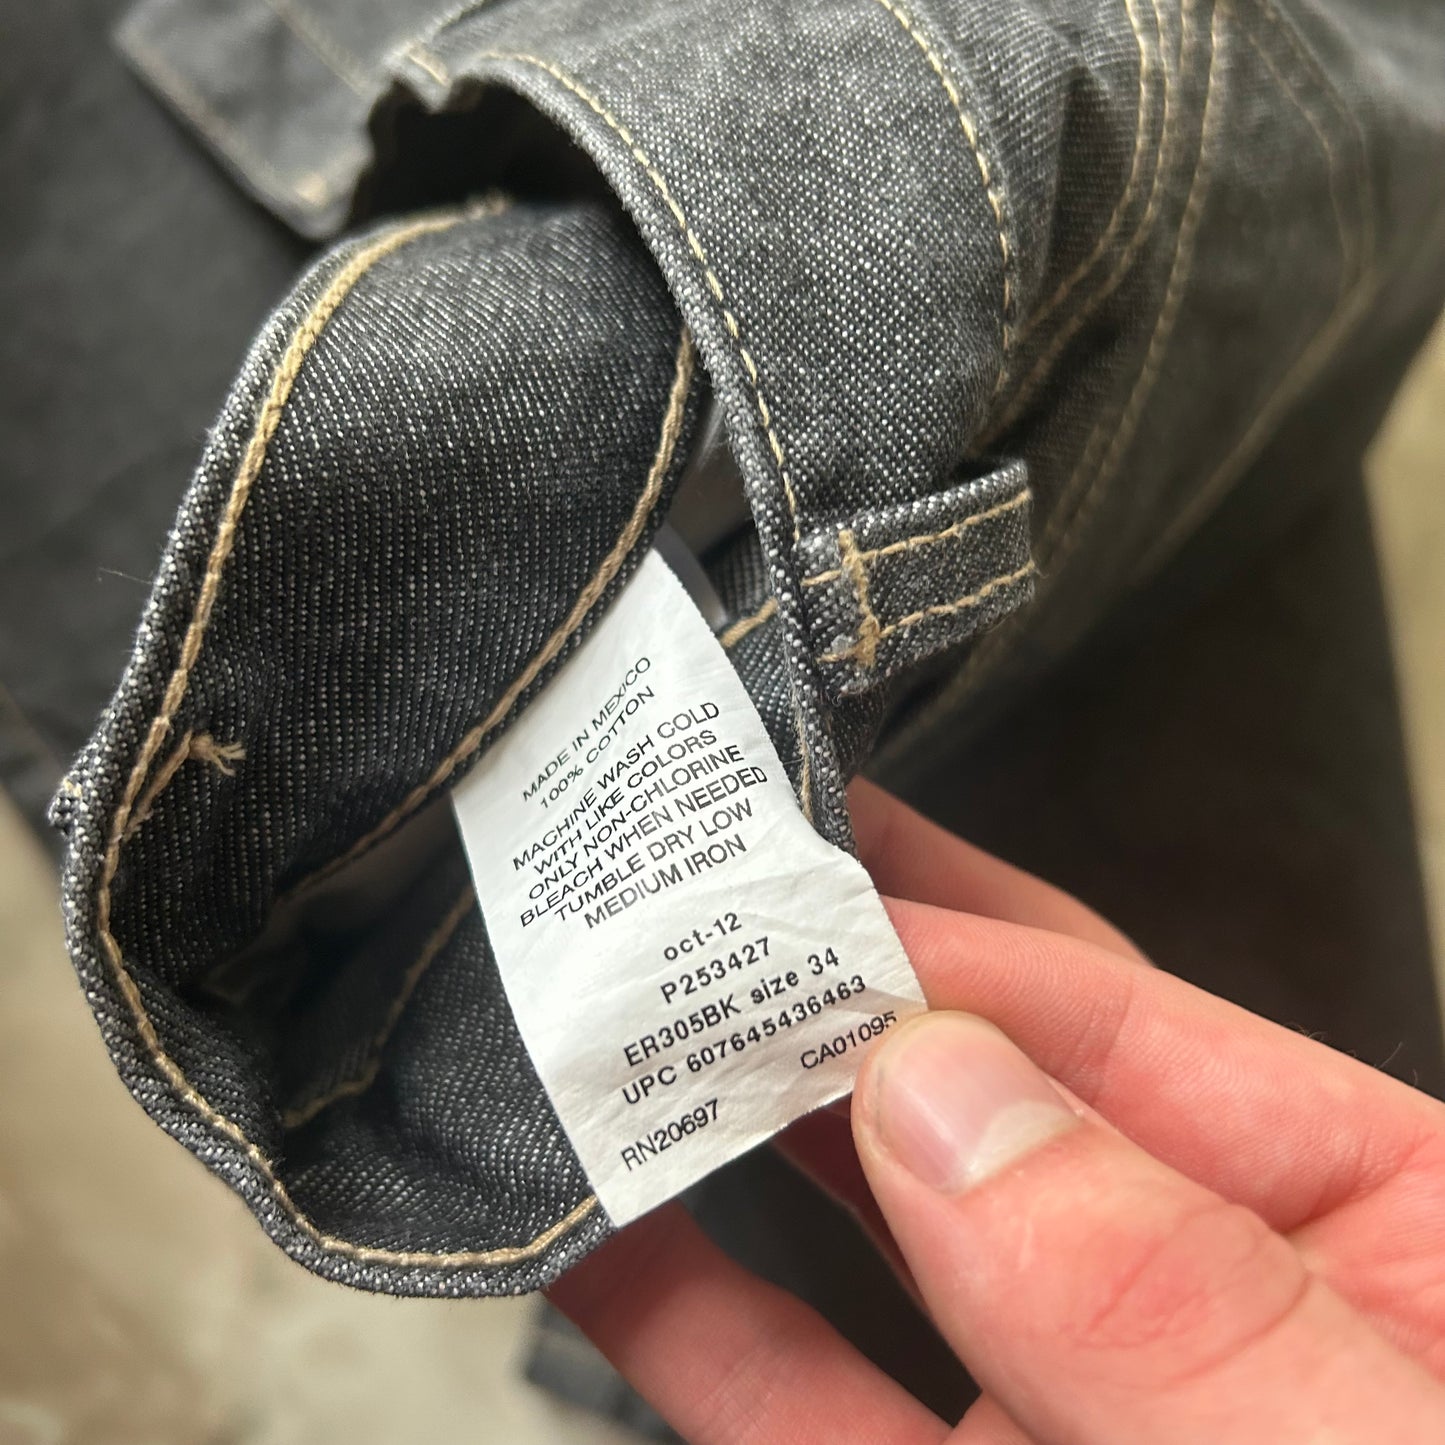 MADE IN MEXICO
100% COTTON
MACHINE WASH COLD
WITH LIKE COLORS
ONLY NON-CHLORINE
BLEACH WHEN NEEDED
TUMBLE DRY LOW
MEDIUM IRON
oct-12
P253427
ER305BK size 34
UPC 607645436463
RN20697 CA01095